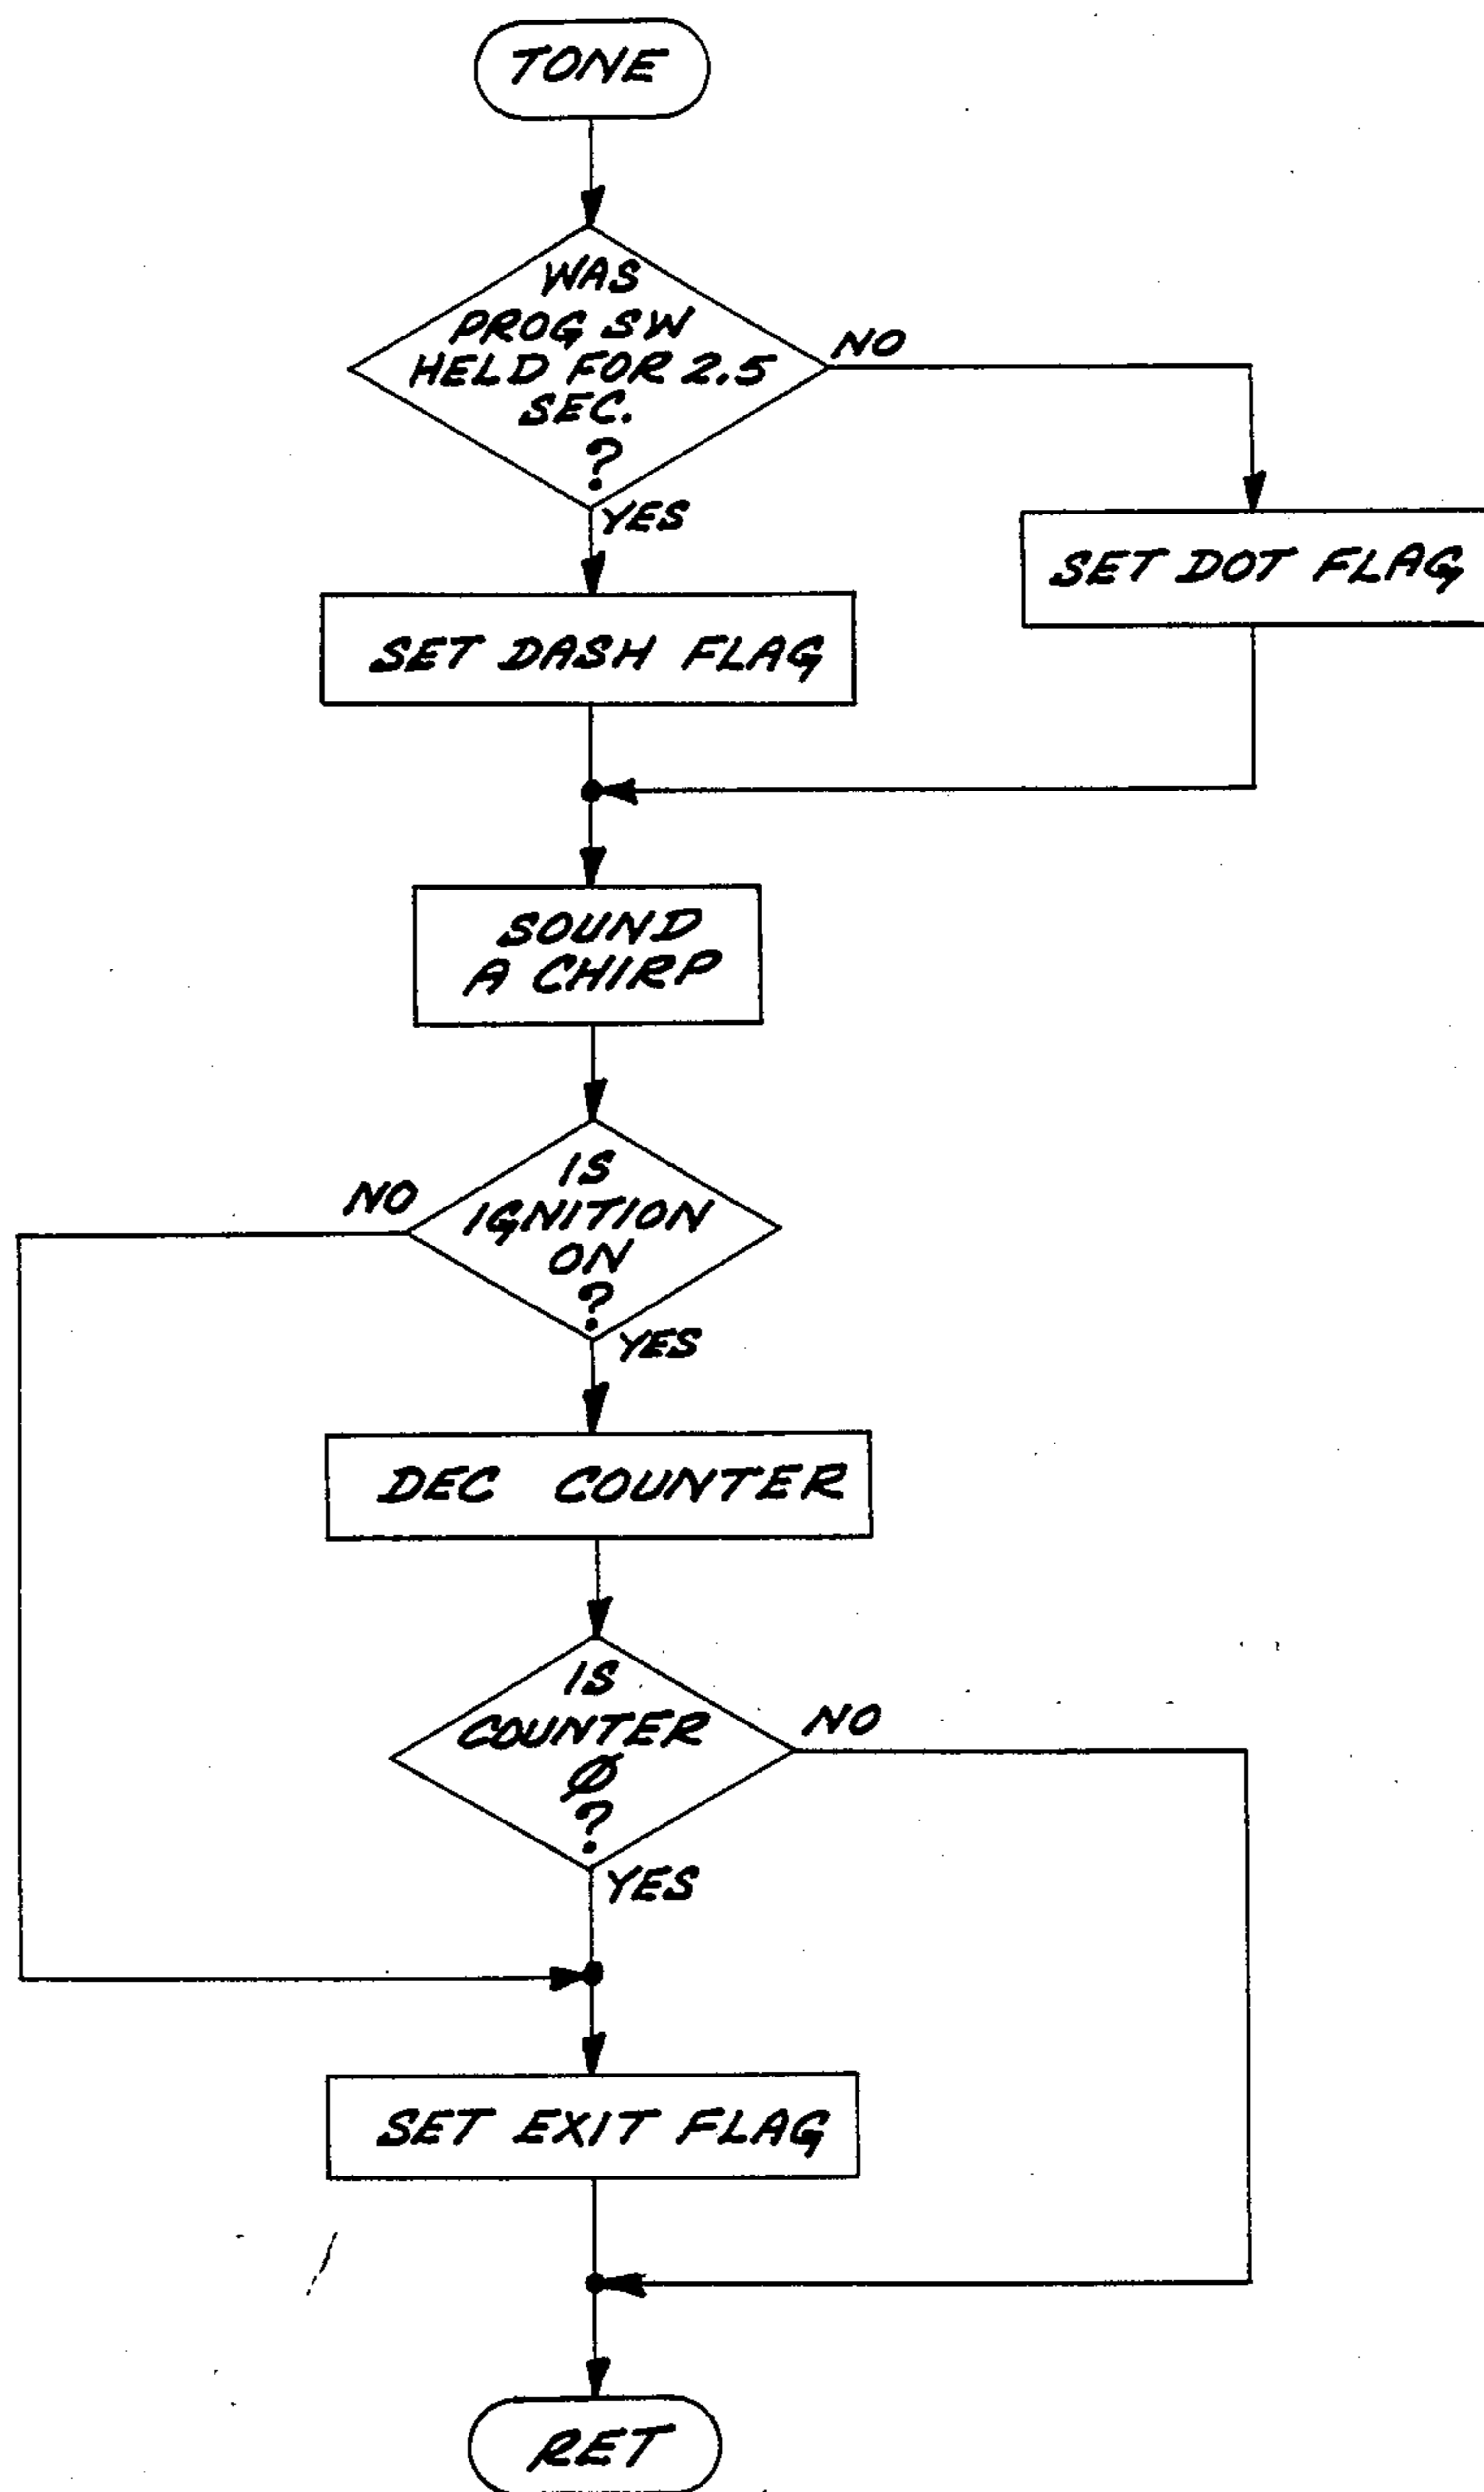 TONE
WAS
PROG SW
HELD FOR 2.5
SEC.
?
NO
YES
SET DOT FLAG
SET DASH FLAG
SOUND
A CHIRP
IS
IGNITION
ON
?
NO
YES
DEC COUNTER
IS
COUNTER
Ø
?
NO
YES
SET EXIT FLAG
RET